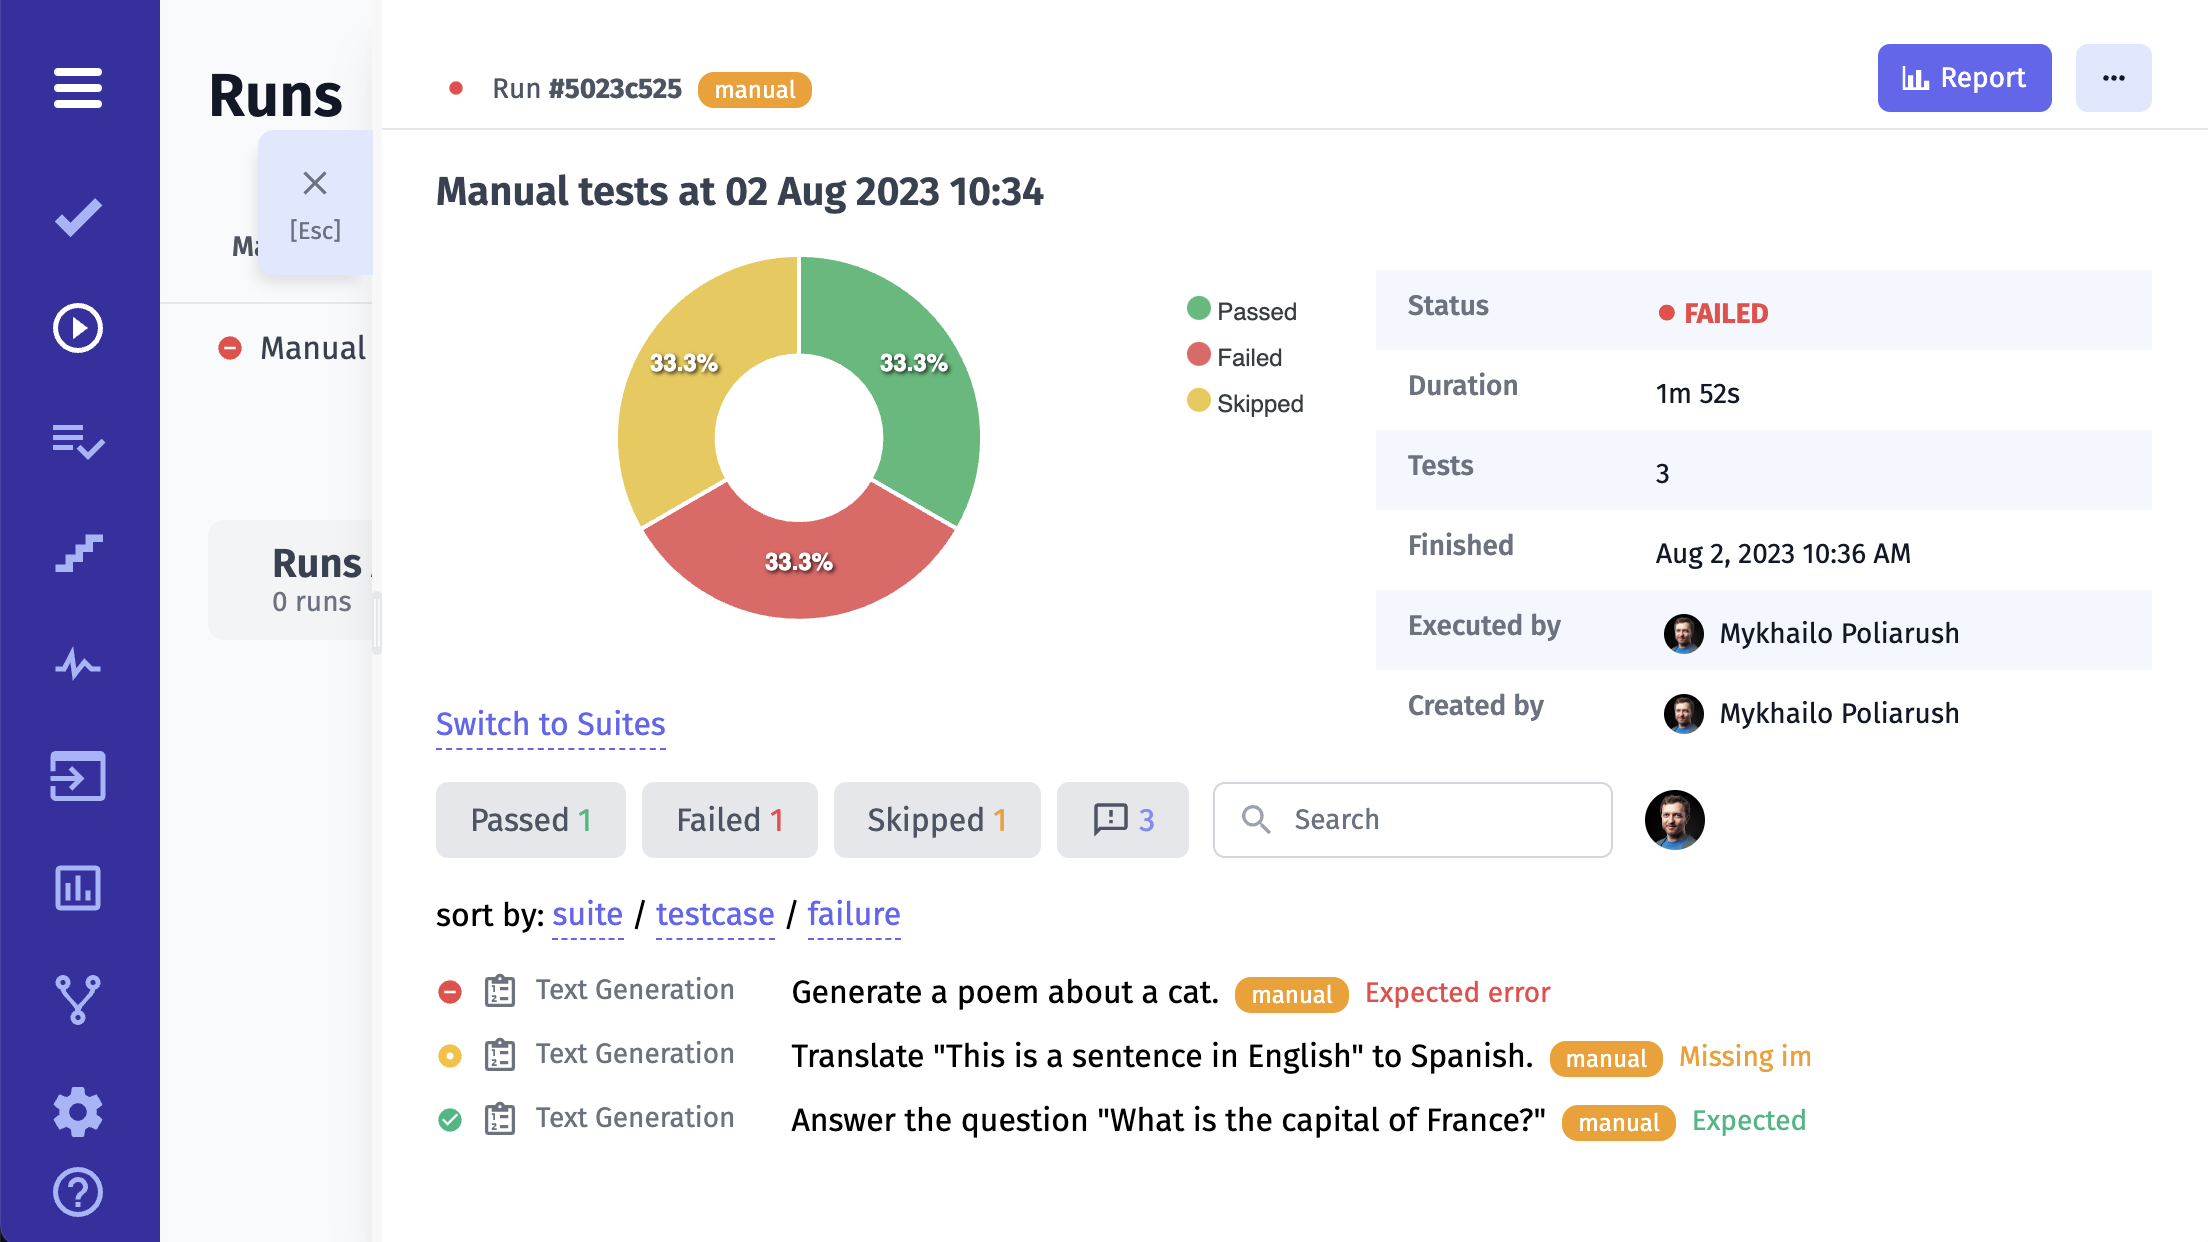 Runs
Run #5023c525 manual
Report
[Esc]
Manual tests at 02 Aug 2023 10:34
Manual
Runs
0 runs
33.3%
33.3%
33.3%
Passed
Failed
Skipped
Status FAILED
Duration 1m 52s
Tests 3
Finished Aug 2, 2023 10:36 AM
Executed by Mykhailo Poliarush
Created by Mykhailo Poliarush
Switch to Suites
Passed 1 Failed 1 Skipped 1 3 Search
sort by: suite / testcase / failure
Text Generation Generate a poem about a cat. manual Expected error
Text Generation Translate "This is a sentence in English" to Spanish. manual Missing im
Text Generation Answer the question "What is the capital of France?" manual Expected